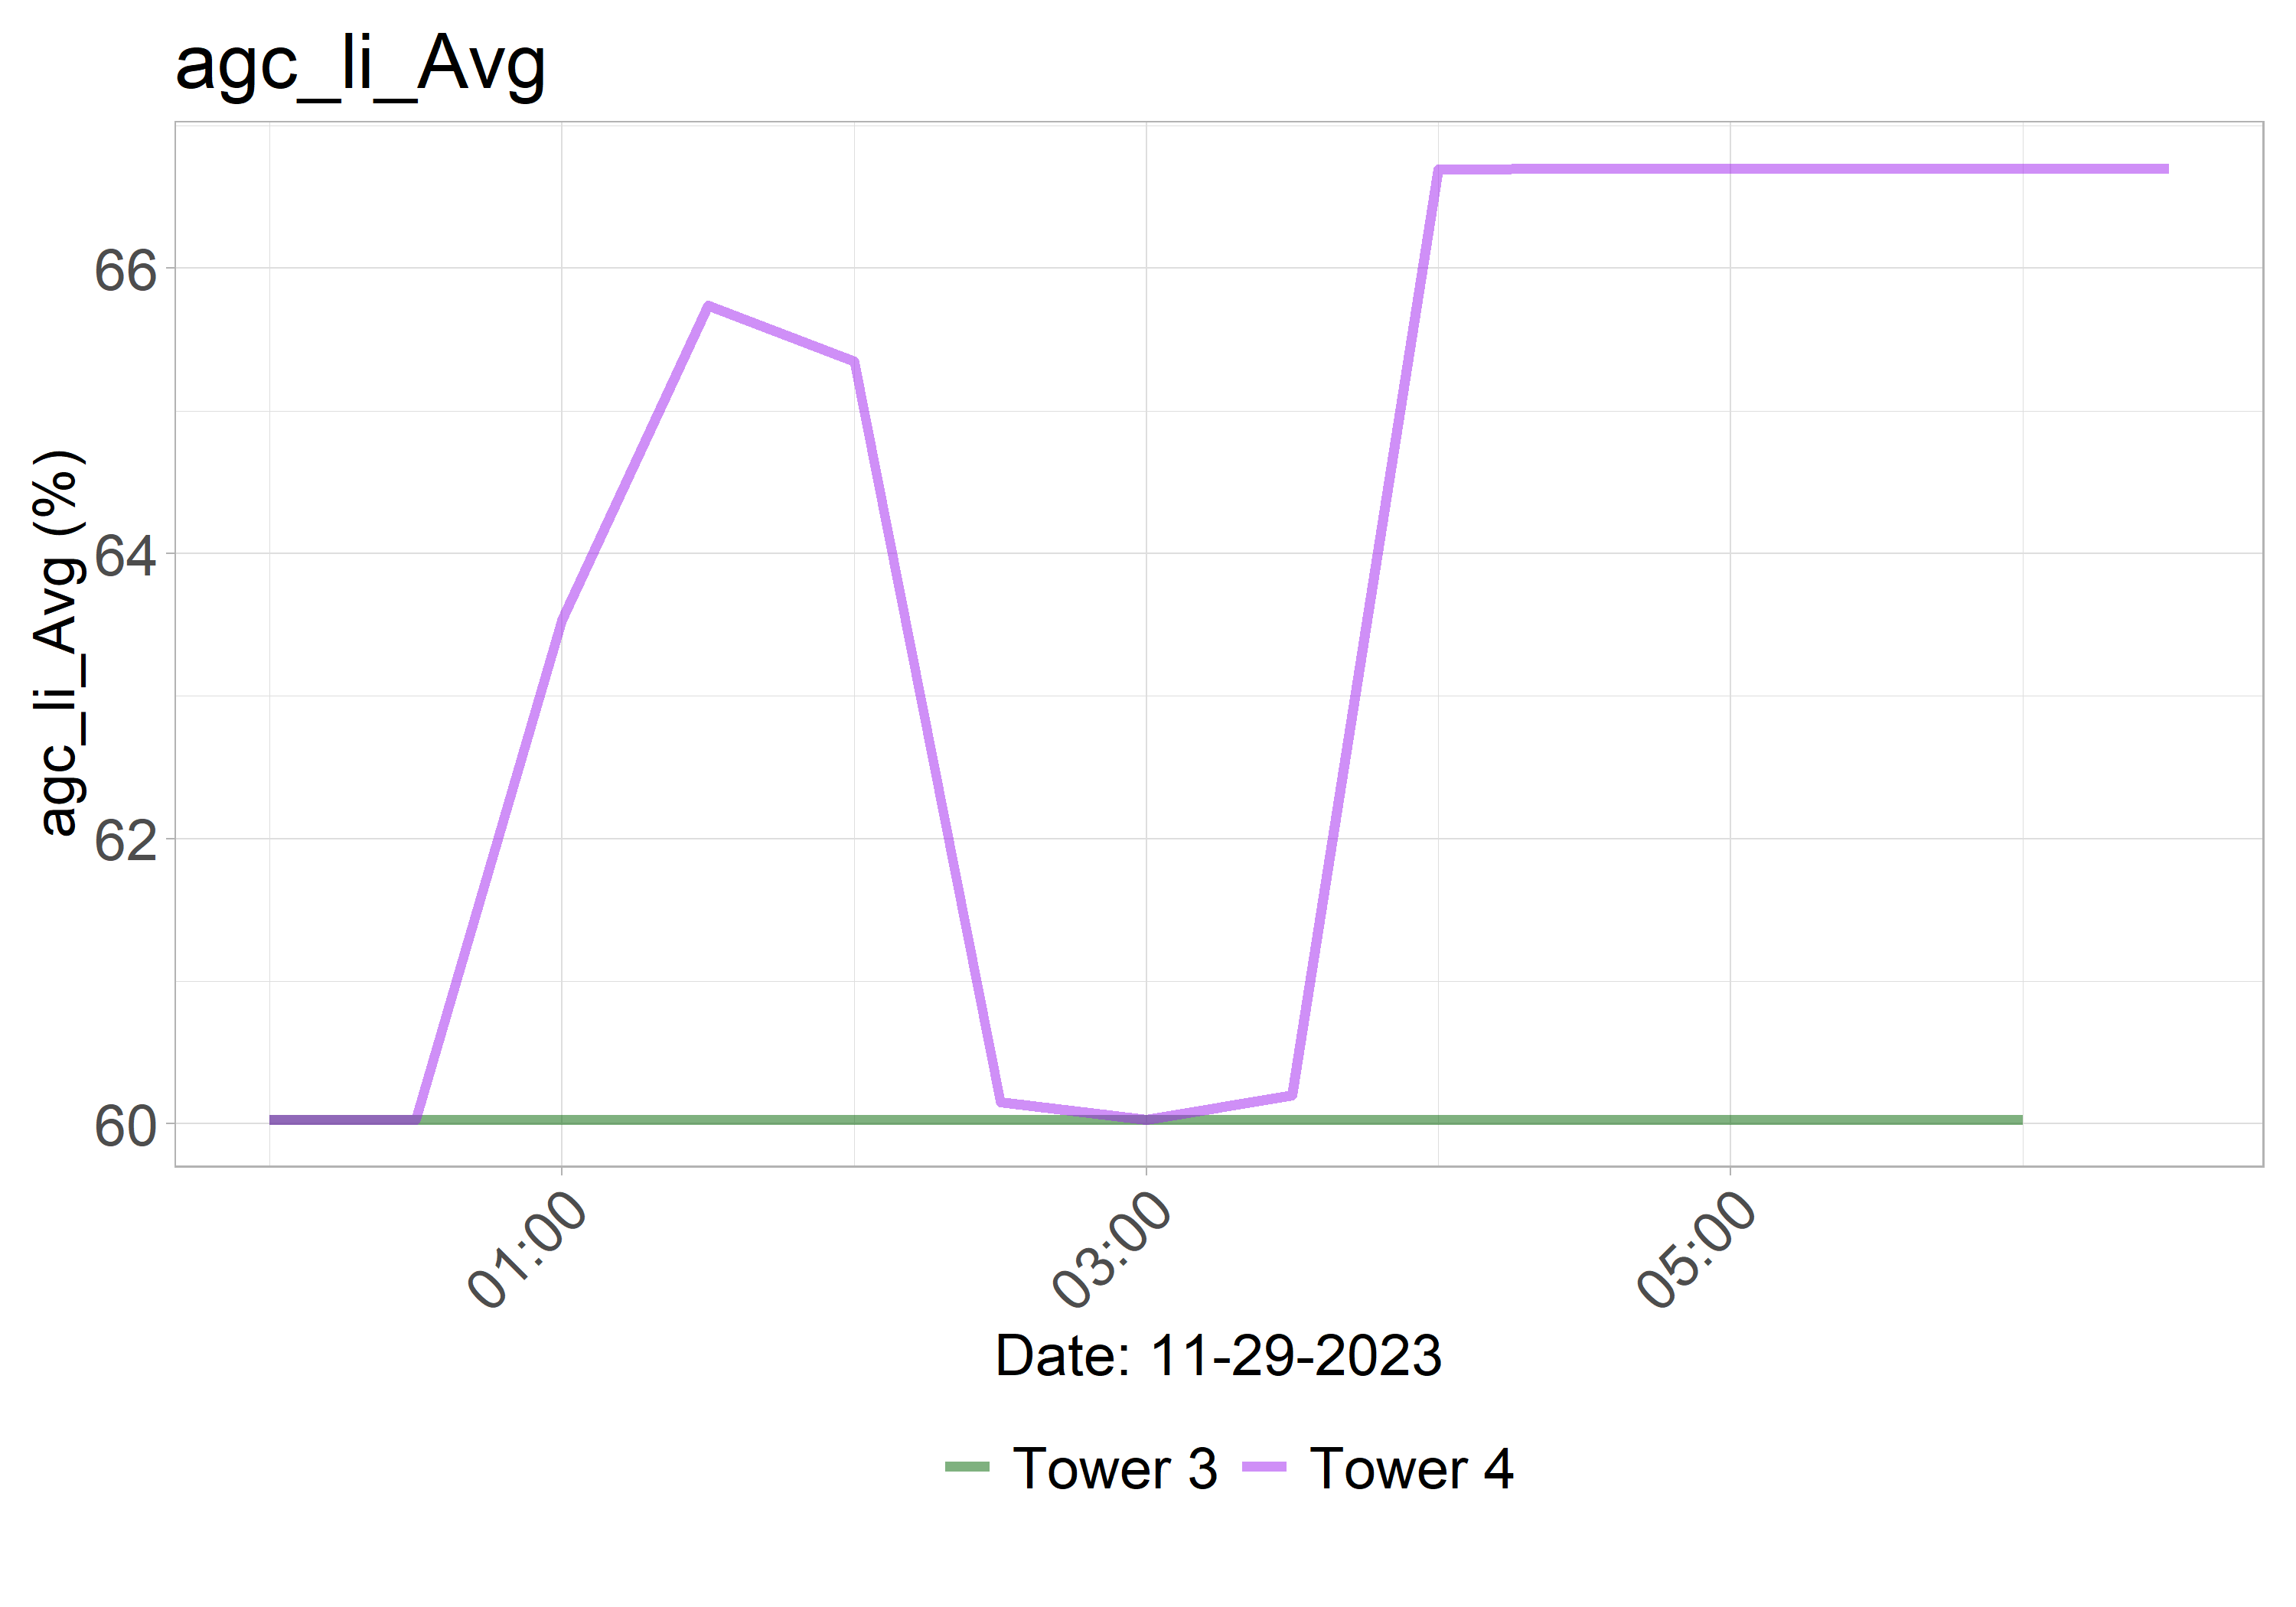 agc_li_Avg
agc_li_Avg (%)
66
64
62
60
01:00
03:00
05:00
Date: 11-29-2023
Tower 3
Tower 4